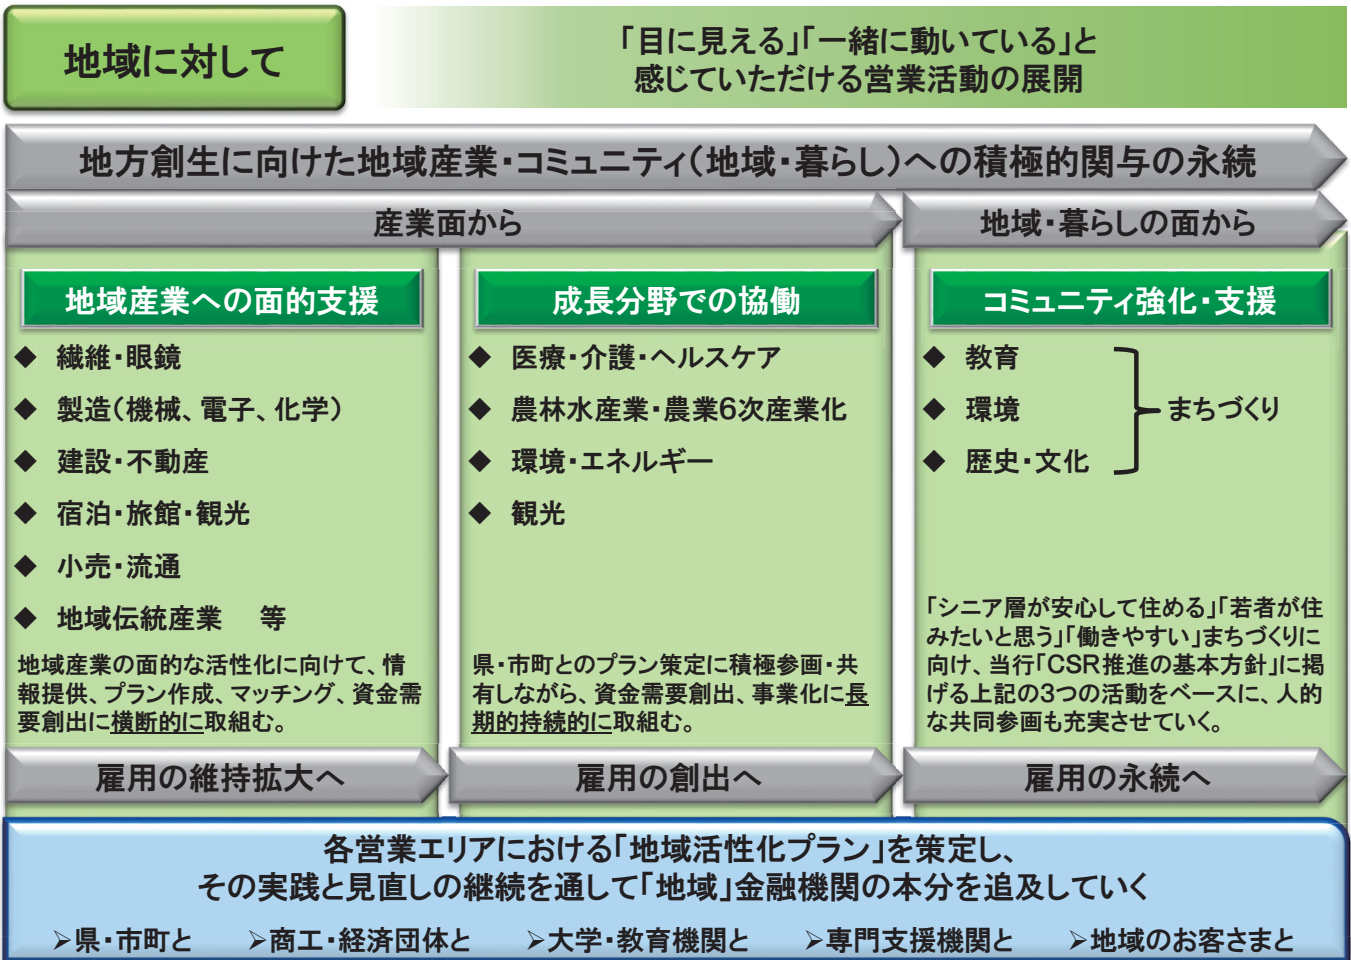 地域に対して
「目に見える」「一緒に動いている」と
感じていただける営業活動の展開
地方創生に向けた地域産業・コミュニティ（地域・暮らし）への積極的関与の永続
産業面から
地域・暮らしの面から
地域産業への面的支援
◆ 繊維・眼鏡
◆ 製造（機械、電子、化学）
◆ 建設・不動産
◆ 宿泊・旅館・観光
◆ 小売・流通
◆ 地域伝統産業　等
地域産業の面的な活性化に向けて、情
報提供、プラン作成、マッチング、資金需
要創出に横断的に取組む。
雇用の維持拡大へ
成長分野での協働
◆ 医療・介護・ヘルスケア
◆ 農林水産業・農業6次産業化
◆ 環境・エネルギー
◆ 観光
県・市町とのプラン策定に積極参画・共
有しながら、資金需要創出、事業化に長
期的持続的に取組む。
雇用の創出へ
コミュニティ強化・支援
◆ 教育
◆ 環境
◆ 歴史・文化
まちづくり
「シニア層が安心して住める」「若者が住
みたいと思う」「働きやすい」まちづくりに
向け、当行「CSR推進の基本方針」に掲
げる上記の3つの活動をベースに、人的
な共同参画も充実させていく。
雇用の永続へ
各営業エリアにおける「地域活性化プラン」を策定し、
その実践と見直しの継続を通して「地域」金融機関の本分を追及していく
➢県・市町と　➢商工・経済団体と　➢大学・教育機関と　➢専門支援機関と　➢地域のお客さまと